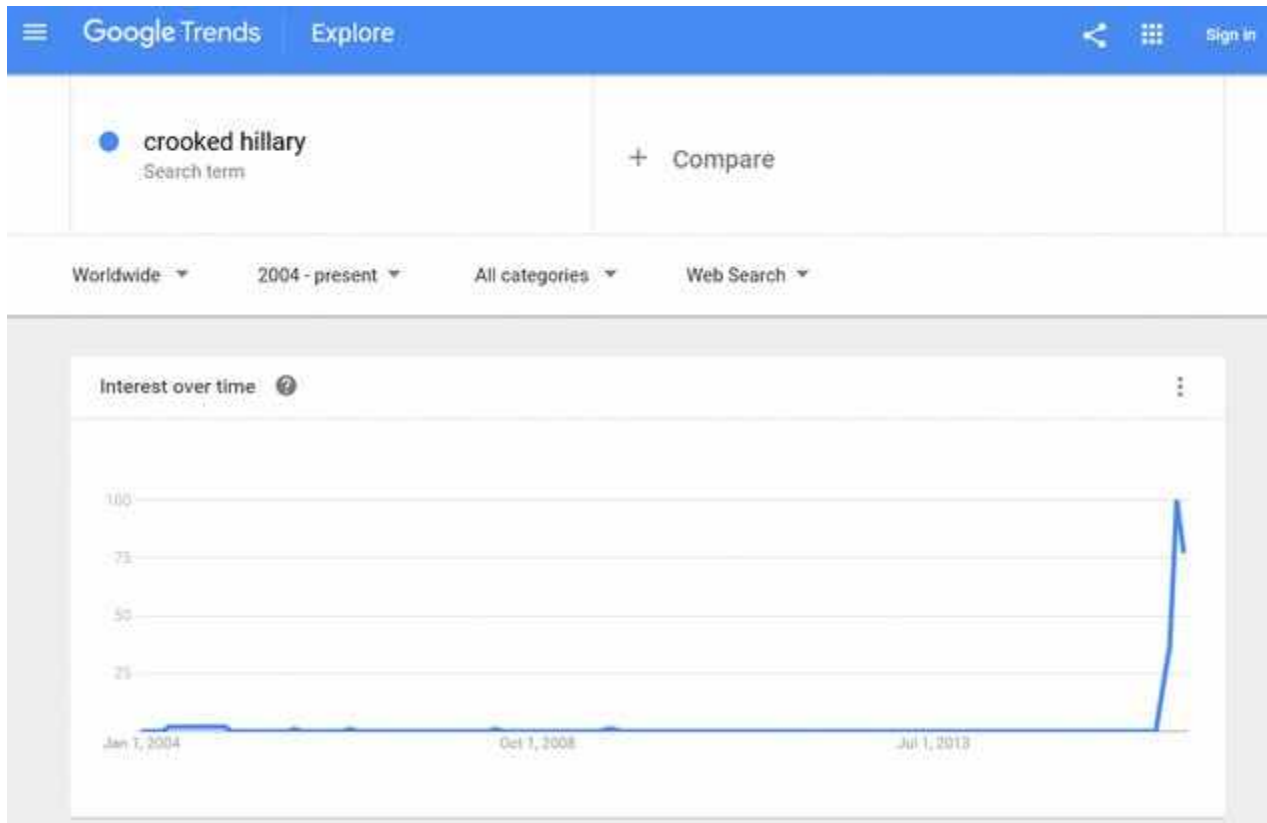 Google Trends Explore Sign in
crooked hillary
Search term
+ Compare
Worldwide 2004 - present All categories Web Search
Interest over time ?
100
75
50
25
Jan 1, 2004 Oct 1, 2008 Jul 1, 2013